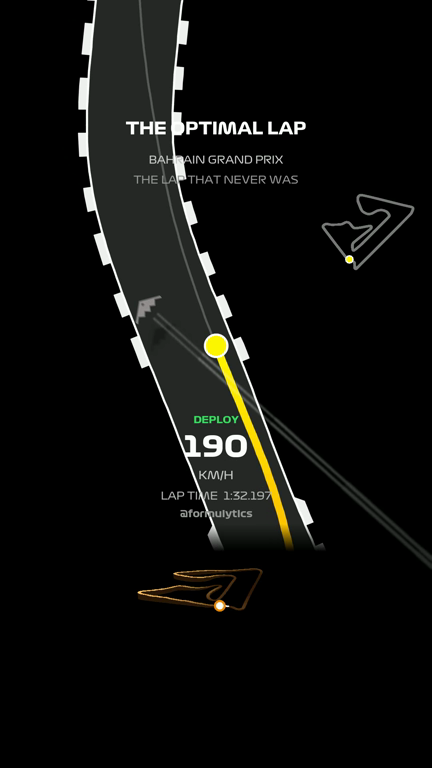 THE OPTIMAL LAP
BAHRAIN GRAND PRIX
THE LAP THAT NEVER WAS
DEPLOY
190
KM/H
LAP TIME 1:32.197
@formulytics